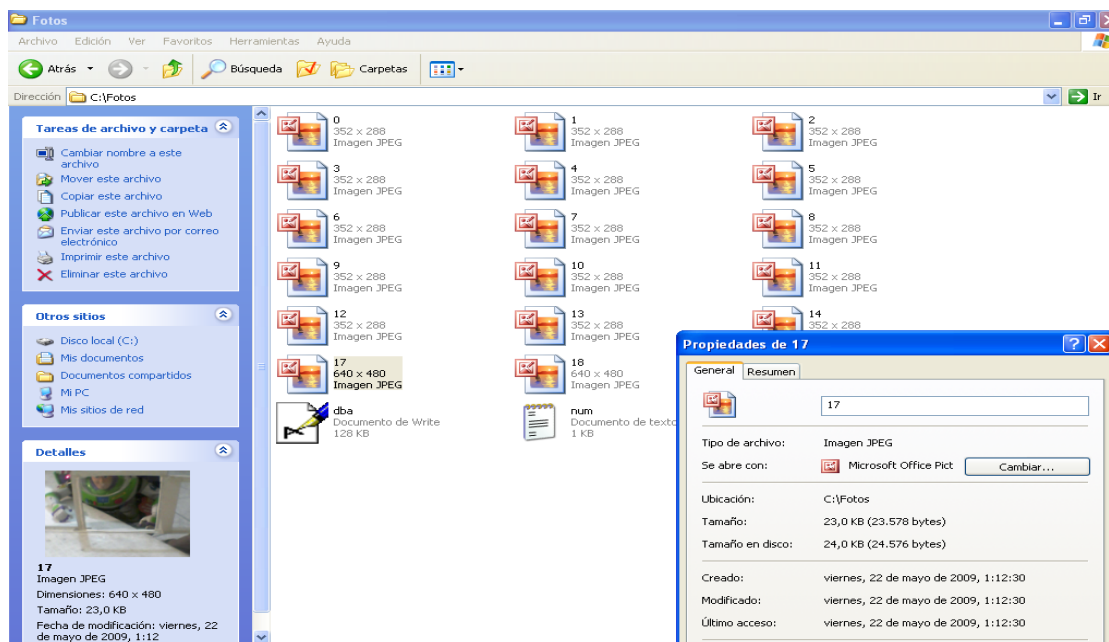 Fotos
Archivo Edición Ver Favoritos Herramientas Ayuda
Atrás Búsqueda Carpetas
Dirección C:\Fotos Ir
Tareas de archivo y carpeta
Cambiar nombre a este
archivo
Mover este archivo
Copiar este archivo
Publicar este archivo en Web
Enviar este archivo por correo
electrónico
Imprimir este archivo
Eliminar este archivo
Otros sitios
Disco local (C:)
Mis documentos
Documentos compartidos
Mi PC
Mis sitios de red
Detalles
17
Imagen JPEG
Dimensiones: 640 x 480
Tamaño: 23,0 KB
Fecha de modificación: viernes, 22
de mayo de 2009, 1:12
0
352 x 288
Imagen JPEG
1
352 x 288
Imagen JPEG
2
352 x 288
Imagen JPEG
3
352 x 288
Imagen JPEG
4
352 x 288
Imagen JPEG
5
352 x 288
Imagen JPEG
6
352 x 288
Imagen JPEG
7
352 x 288
Imagen JPEG
8
352 x 288
Imagen JPEG
9
352 x 288
Imagen JPEG
10
352 x 288
Imagen JPEG
11
352 x 288
Imagen JPEG
12
352 x 288
Imagen JPEG
13
352 x 288
Imagen JPEG
14
352 x 288
17
640 x 480
Imagen JPEG
18
640 x 480
Imagen JPEG
dba
Documento de Write
128 KB
num
Documento de texto
1 KB
Propiedades de 17
General Resumen
17
Tipo de archivo: Imagen JPEG
Se abre con: Microsoft Office Pict Cambiar...
Ubicación: C:\Fotos
Tamaño: 23,0 KB (23.578 bytes)
Tamaño en disco: 24,0 KB (24.576 bytes)
Creado: viernes, 22 de mayo de 2009, 1:12:30
Modificado: viernes, 22 de mayo de 2009, 1:12:30
Último acceso: viernes, 22 de mayo de 2009, 1:12:30